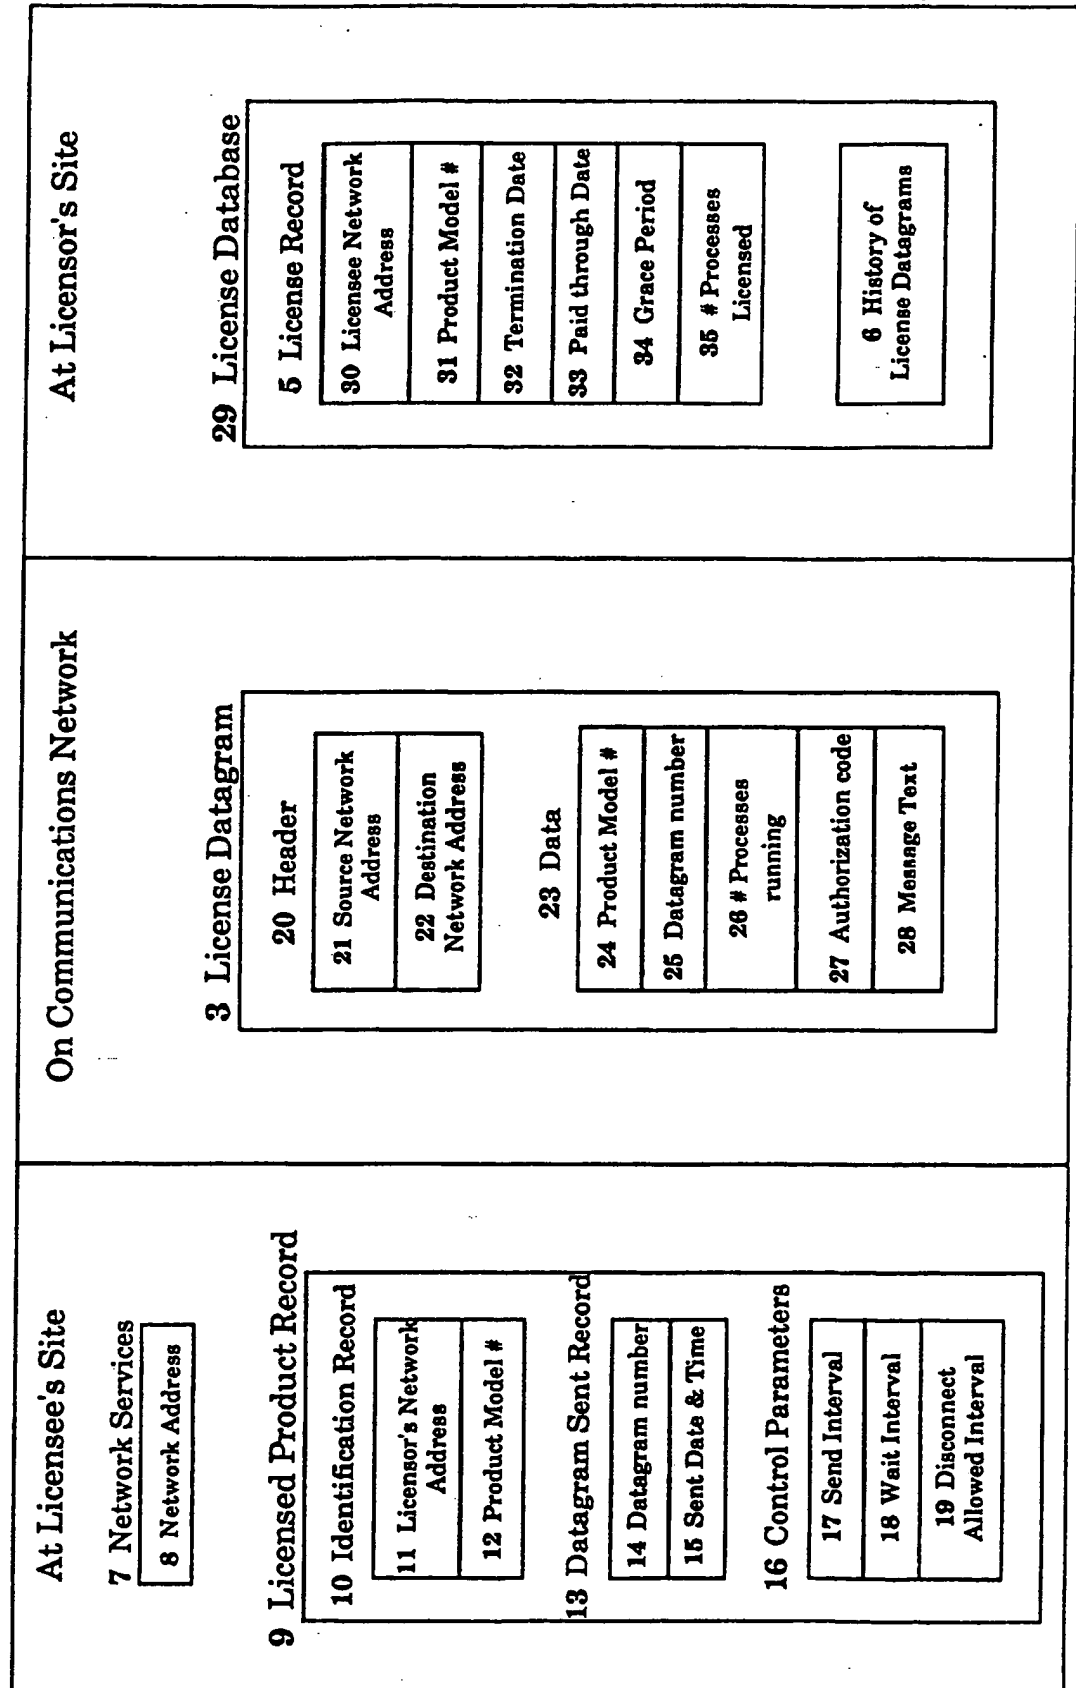 At Licensee's Site
7 Network Services
8 Network Address
9 Licensed Product Record
10 Identification Record
11 Licensor's Network
Address
12 Product Model #
13 Datagram Sent Record
14 Datagram number
15 Sent Date & Time
16 Control Parameters
17 Send Interval
18 Wait Interval
19 Disconnect
Allowed Interval
On Communications Network
3 License Datagram
20 Header
21 Source Network
Address
22 Destination
Network Address
23 Data
24 Product Model #
25 Datagram number
26 # Processes
running
27 Authorization code
28 Message Text
At Licensor's Site
29 License Database
5 License Record
30 Licensee Network
Address
31 Product Model #
32 Termination Date
33 Paid through Date
34 Grace Period
35 # Processes
Licensed
6 History of
License Datagrams